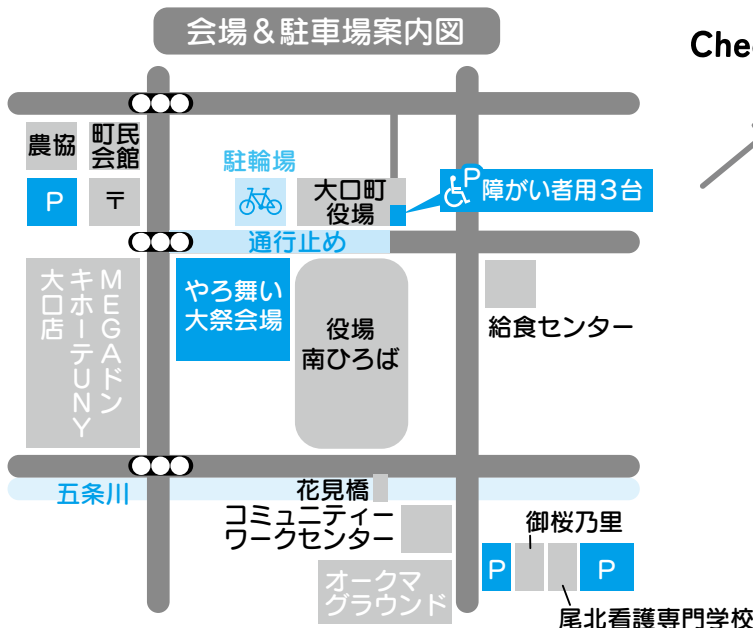 会場＆駐車場案内図
Che
農協
町民
会館
駐輪場
大口町
役場
P
障がい者用3台
P
〒
通行止め
MEGAドン
キホーテUNY
大口店
やろ舞い
大祭会場
役場
南ひろば
給食センター
五条川
花見橋
コミュニティー
ワークセンター
御桜乃里
P
P
オークマ
グラウンド
尾北看護専門学校